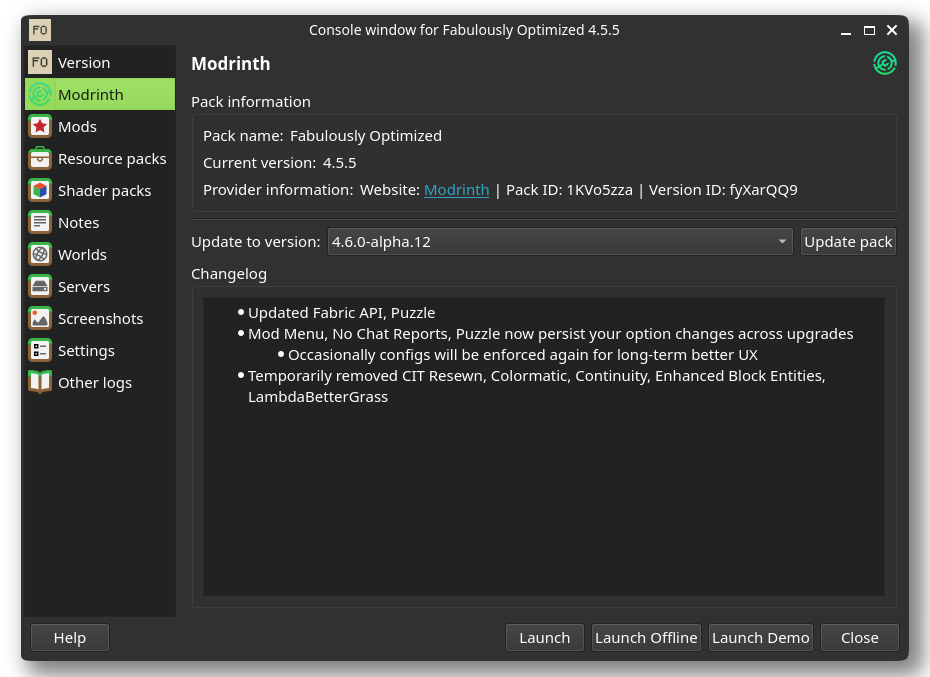 FO
Console window for Fabulously Optimized 4.5.5
FO
Version
Modrinth
Mods
Resource packs
Shader packs
Notes
Worlds
Servers
Screenshots
Settings
Other logs
Modrinth
Pack information
Pack name: Fabulously Optimized
Current version: 4.5.5
Provider information: Website: Modrinth | Pack ID: 1KVo5zza | Version ID: fyXarQQ9
Update to version: 4.6.0-alpha.12 Update pack
Changelog
• Updated Fabric API, Puzzle
• Mod Menu, No Chat Reports, Puzzle now persist your option changes across upgrades
• Occasionally configs will be enforced again for long-term better UX
• Temporarily removed CIT Resewn, Colormatic, Continuity, Enhanced Block Entities,
LambdaBetterGrass
Help Launch Launch Offline Launch Demo Close